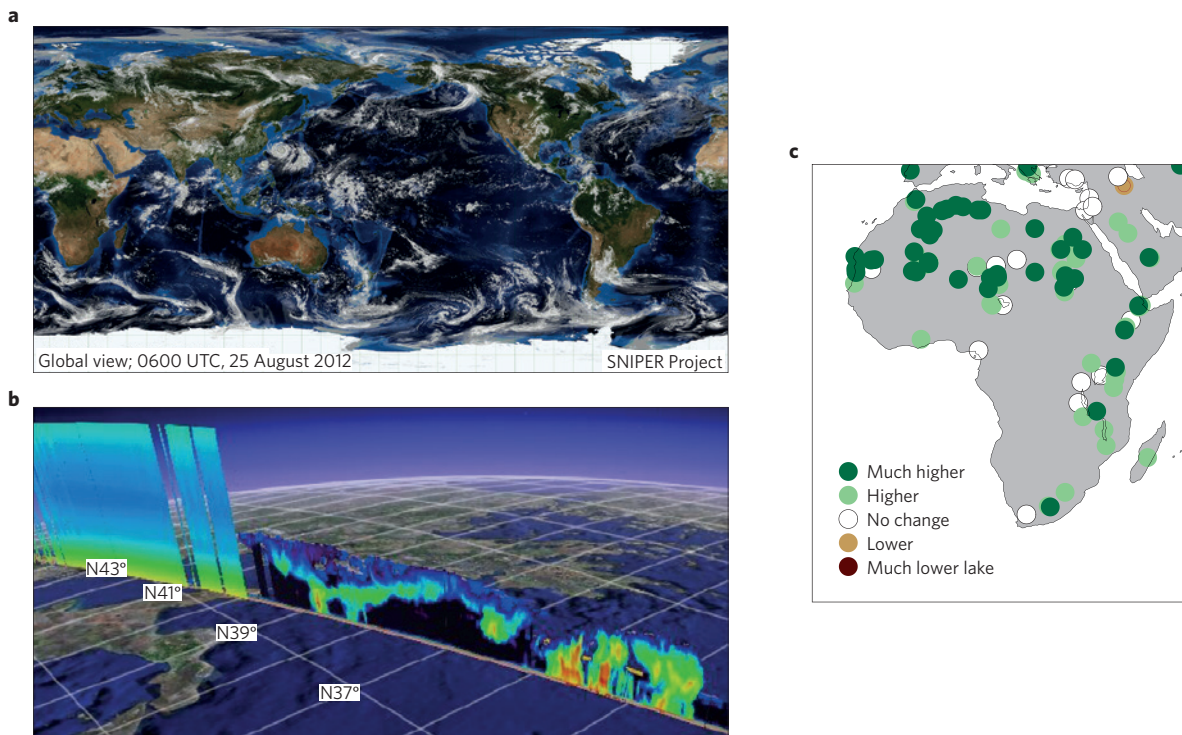 a
Global view; 0600 UTC, 25 August 2012
SNIPER Project
b
N43°
N41°
N39°
N37°
c
Much higher
Higher
No change
Lower
Much lower lake